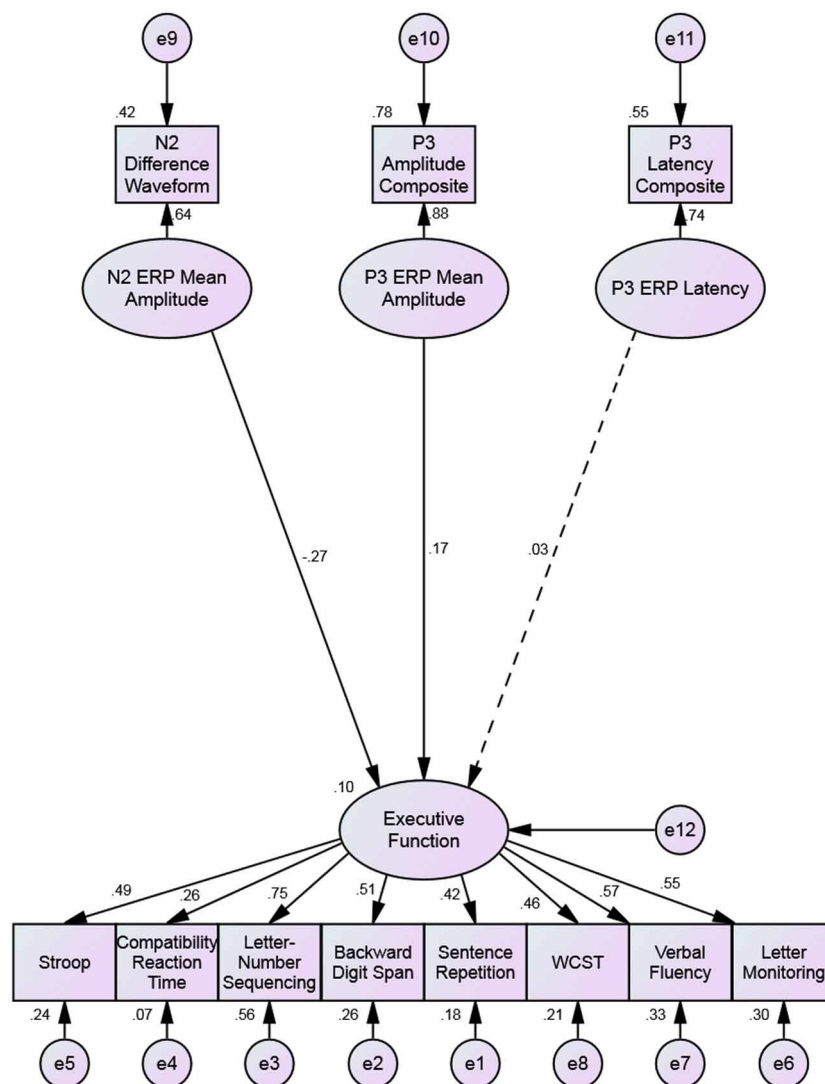 e9
e10
e11
.42
.78
.55
N2
Difference
Waveform
P3
Amplitude
Composite
P3
Latency
Composite
.64
.88
.74
N2 ERP Mean
Amplitude
P3 ERP Mean
Amplitude
P3 ERP Latency
-.27
.17
.03
.10
Executive
Function
e12
.49
.26
.75
.51
.42
.46
.57
.55
Stroop
Compatibility
Reaction
Time
Letter-
Number
Sequencing
Backward
Digit Span
Sentence
Repetition
WCST
Verbal
Fluency
Letter
Monitoring
.24
.07
.56
.26
.18
.21
.33
.30
e5
e4
e3
e2
e1
e8
e7
e6